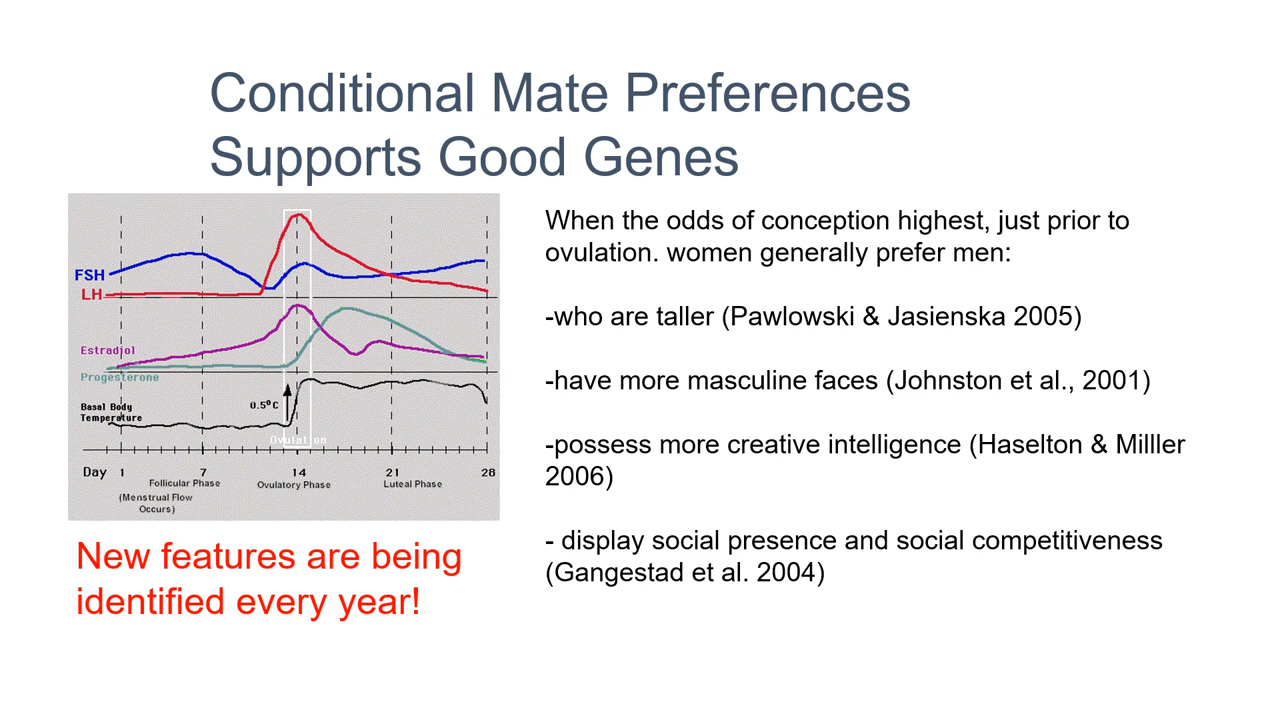 Conditional Mate Preferences
Supports Good Genes
FSH
LH
Estradiol
Progesterone
Basal Body
Temperature
0.5°C
Ovulation
Day 1 7 14 21 28
Follicular Phase Ovulatory Phase Luteal Phase
(Menstrual Flow
Occurs)
New features are being
identified every year!
When the odds of conception highest, just prior to
ovulation. women generally prefer men:
-who are taller (Pawlowski & Jasienska 2005)
-have more masculine faces (Johnston et al., 2001)
-possess more creative intelligence (Haselton & Milller
2006)
- display social presence and social competitiveness
(Gangestad et al. 2004)